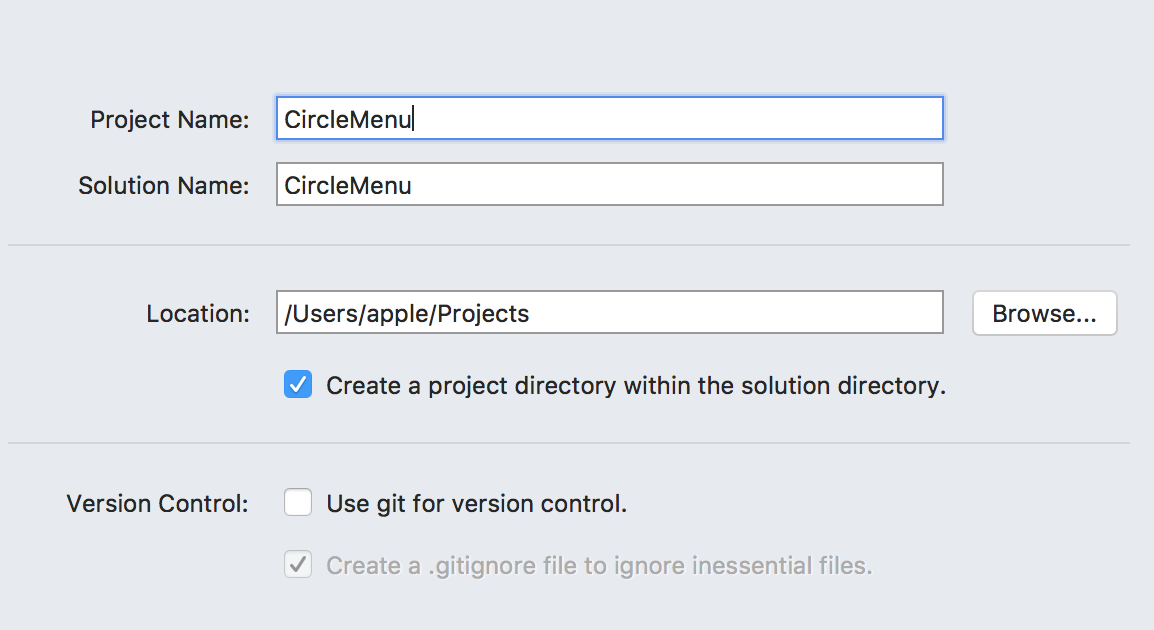 Project Name: CircleMenu
Solution Name: CircleMenu
Location: /Users/apple/Projects Browse...
Create a project directory within the solution directory.
Version Control: Use git for version control.
Create a .gitignore file to ignore inessential files.